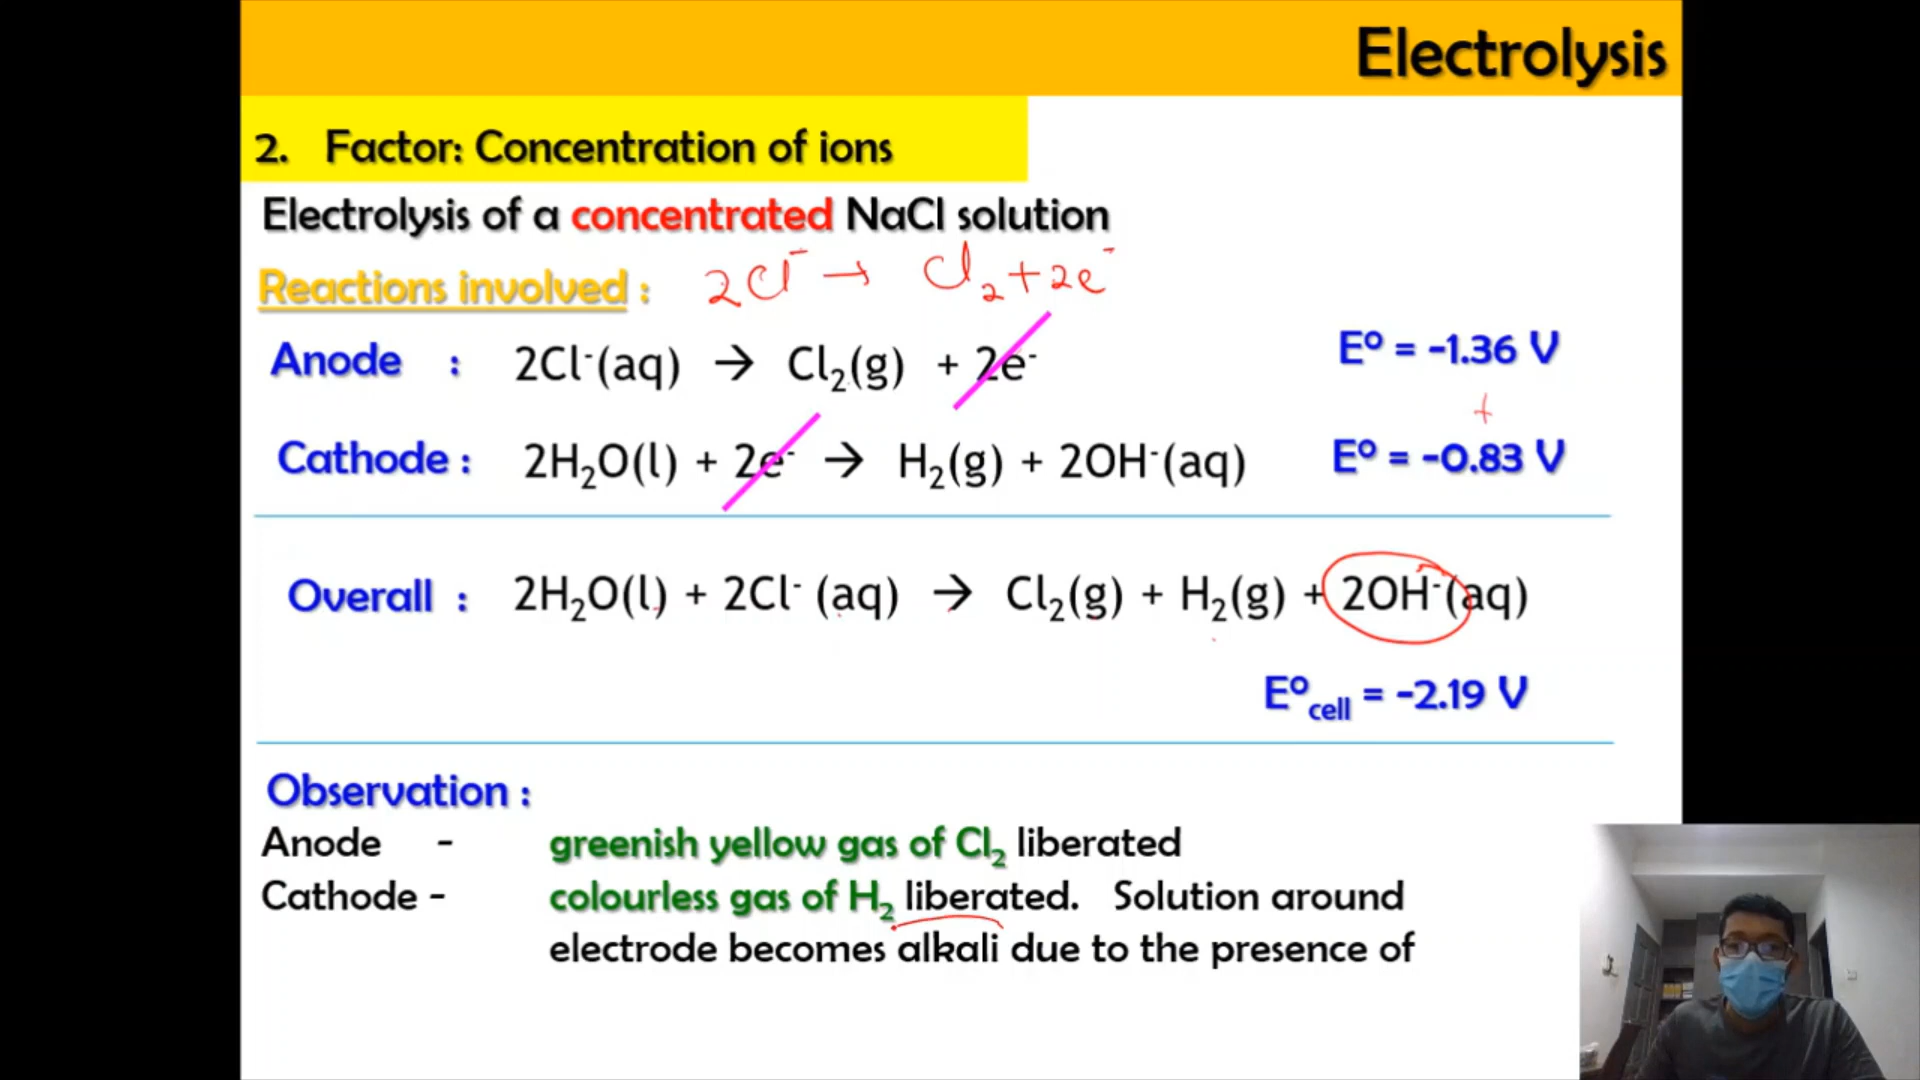 Electrolysis
2. Factor: Concentration of ions
Electrolysis of a concentrated NaCl solution
Reactions involved : 2Cl⁻ → Cl₂ + 2e⁻
Anode : 2Cl⁻(aq) → Cl₂(g) + 2e⁻ E⁰ = -1.36 V
+
Cathode : 2H₂O(l) + 2e⁻ → H₂(g) + 2OH⁻(aq) E⁰ = -0.83 V
Overall : 2H₂O(l) + 2Cl⁻ (aq) → Cl₂(g) + H₂(g) + 2OH⁻(aq)
E⁰cell = -2.19 V
Observation :
Anode - greenish yellow gas of Cl₂ liberated
Cathode - colourless gas of H₂ liberated. Solution around
electrode becomes alkali due to the presence of